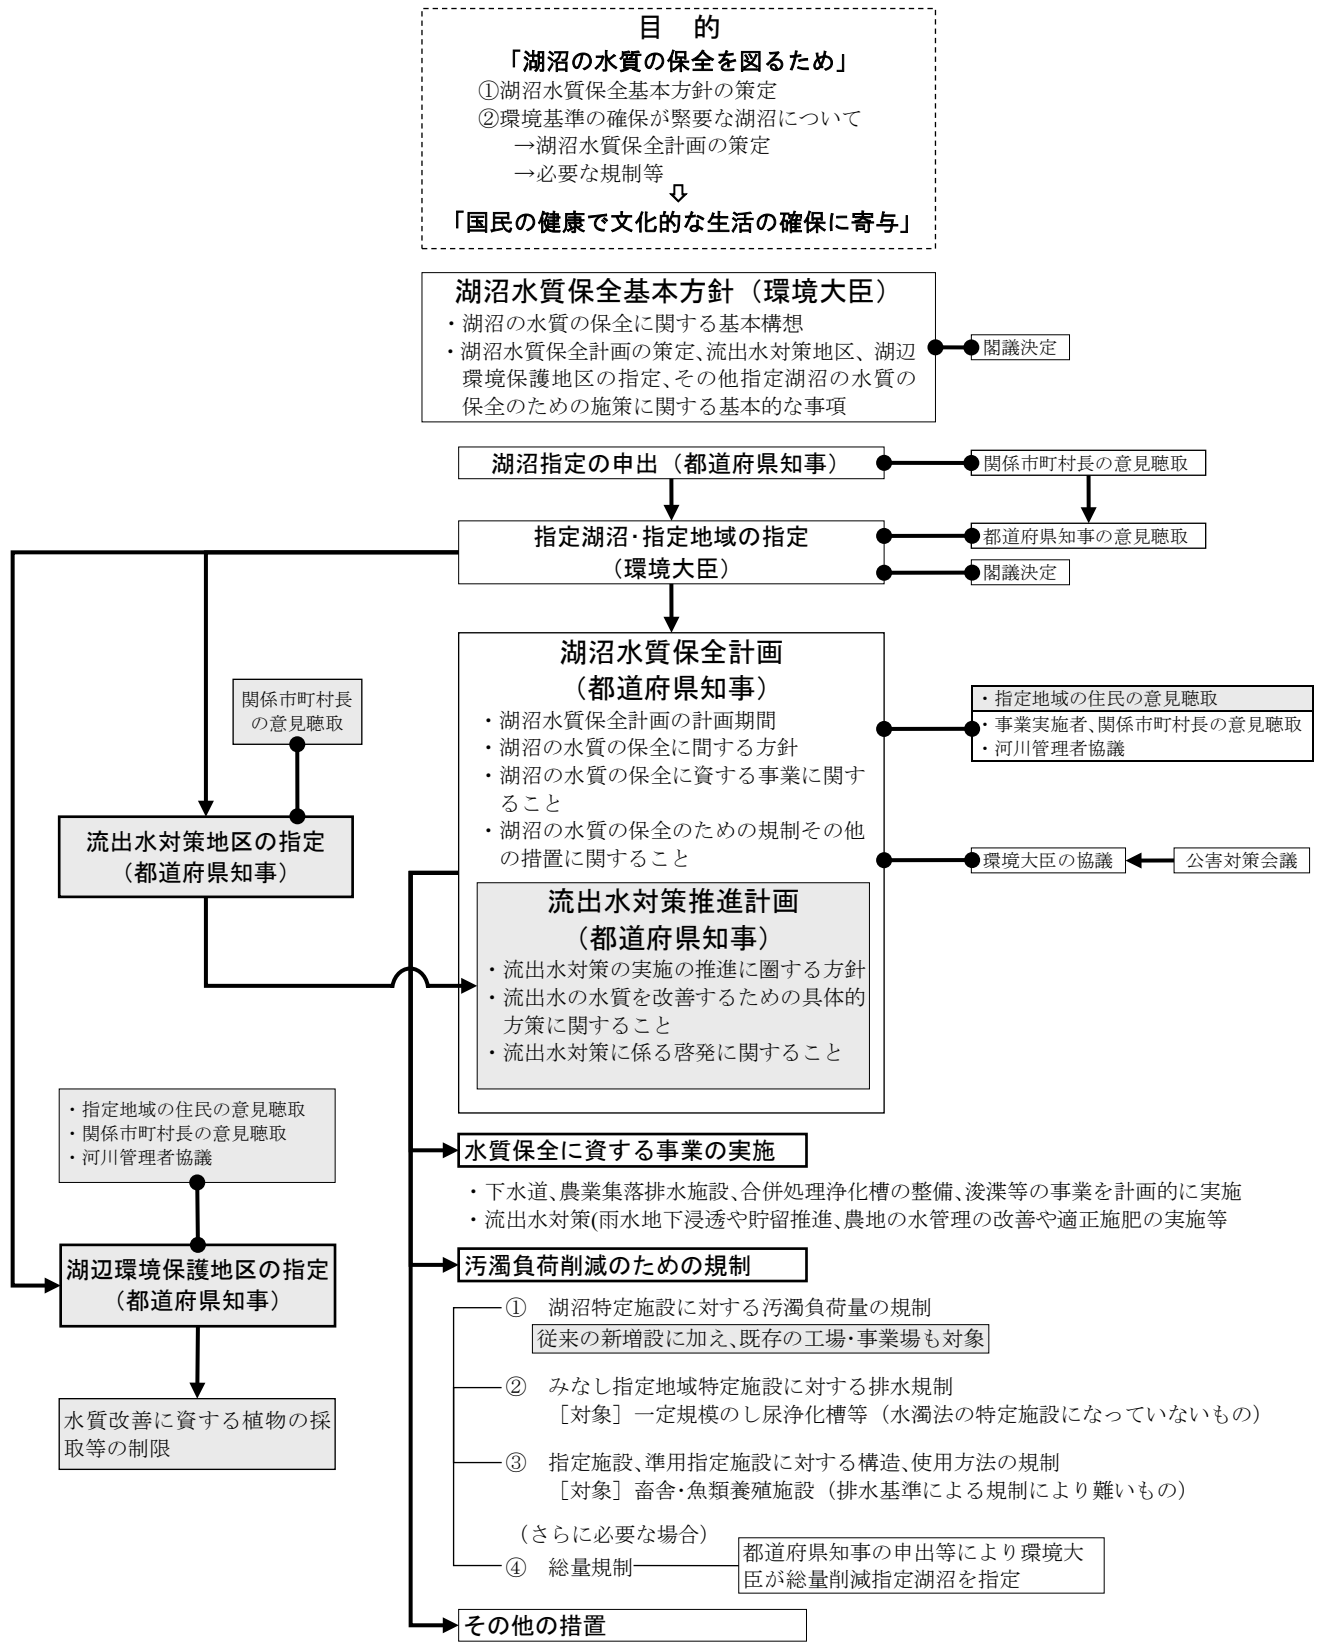 目 的
「湖沼の水質の保全を図るため」
①湖沼水質保全基本方針の策定
②環境基準の確保が緊要な湖沼について
→湖沼水質保全計画の策定
→必要な規制等
⇩
「国民の健康で文化的な生活の確保に寄与」
湖沼水質保全基本方針（環境大臣）
・湖沼の水質の保全に関する基本構想
・湖沼水質保全計画の策定、流出水対策地区、湖辺
環境保護地区の指定、その他指定湖沼の水質の
保全のための施策に関する基本的な事項
閣議決定
湖沼指定の申出（都道府県知事）
関係市町村長の意見聴取
指定湖沼･指定地域の指定
（環境大臣）
都道府県知事の意見聴取
閣議決定
湖沼水質保全計画
（都道府県知事）
・湖沼水質保全計画の計画期間
・湖沼の水質の保全に間する方針
・湖沼の水質の保全に資する事業に関す
ること
・湖沼の水質の保全のための規制その他
の措置に関すること
・指定地域の住民の意見聴取
・事業実施者、関係市町村長の意見聴取
・河川管理者協議
環境大臣の協議
公害対策会議
関係市町村長
の意見聴取
流出水対策地区の指定
（都道府県知事）
流出水対策推進計画
（都道府県知事）
・流出水対策の実施の推進に圏する方針
・流出水の水質を改善するための具体的
方策に関すること
・流出水対策に係る啓発に関すること
・指定地域の住民の意見聴取
・関係市町村長の意見聴取
・河川管理者協議
湖辺環境保護地区の指定
（都道府県知事）
水質改善に資する植物の採
取等の制限
水質保全に資する事業の実施
・下水道、農業集落排水施設、合併処理浄化槽の整備、浚渫等の事業を計画的に実施
・流出水対策(雨水地下浸透や貯留推進、農地の水管理の改善や適正施肥の実施等
汚濁負荷削減のための規制
① 湖沼特定施設に対する汚濁負荷量の規制
従来の新増設に加え、既存の工場･事業場も対象
② みなし指定地域特定施設に対する排水規制
［対象］一定規模のし尿浄化槽等（水濁法の特定施設になっていないもの）
③ 指定施設、準用指定施設に対する構造、使用方法の規制
［対象］畜舎･魚類養殖施設（排水基準による規制により難いもの）
（さらに必要な場合）
④ 総量規制
都道府県知事の申出等により環境大
臣が総量削減指定湖沼を指定
その他の措置